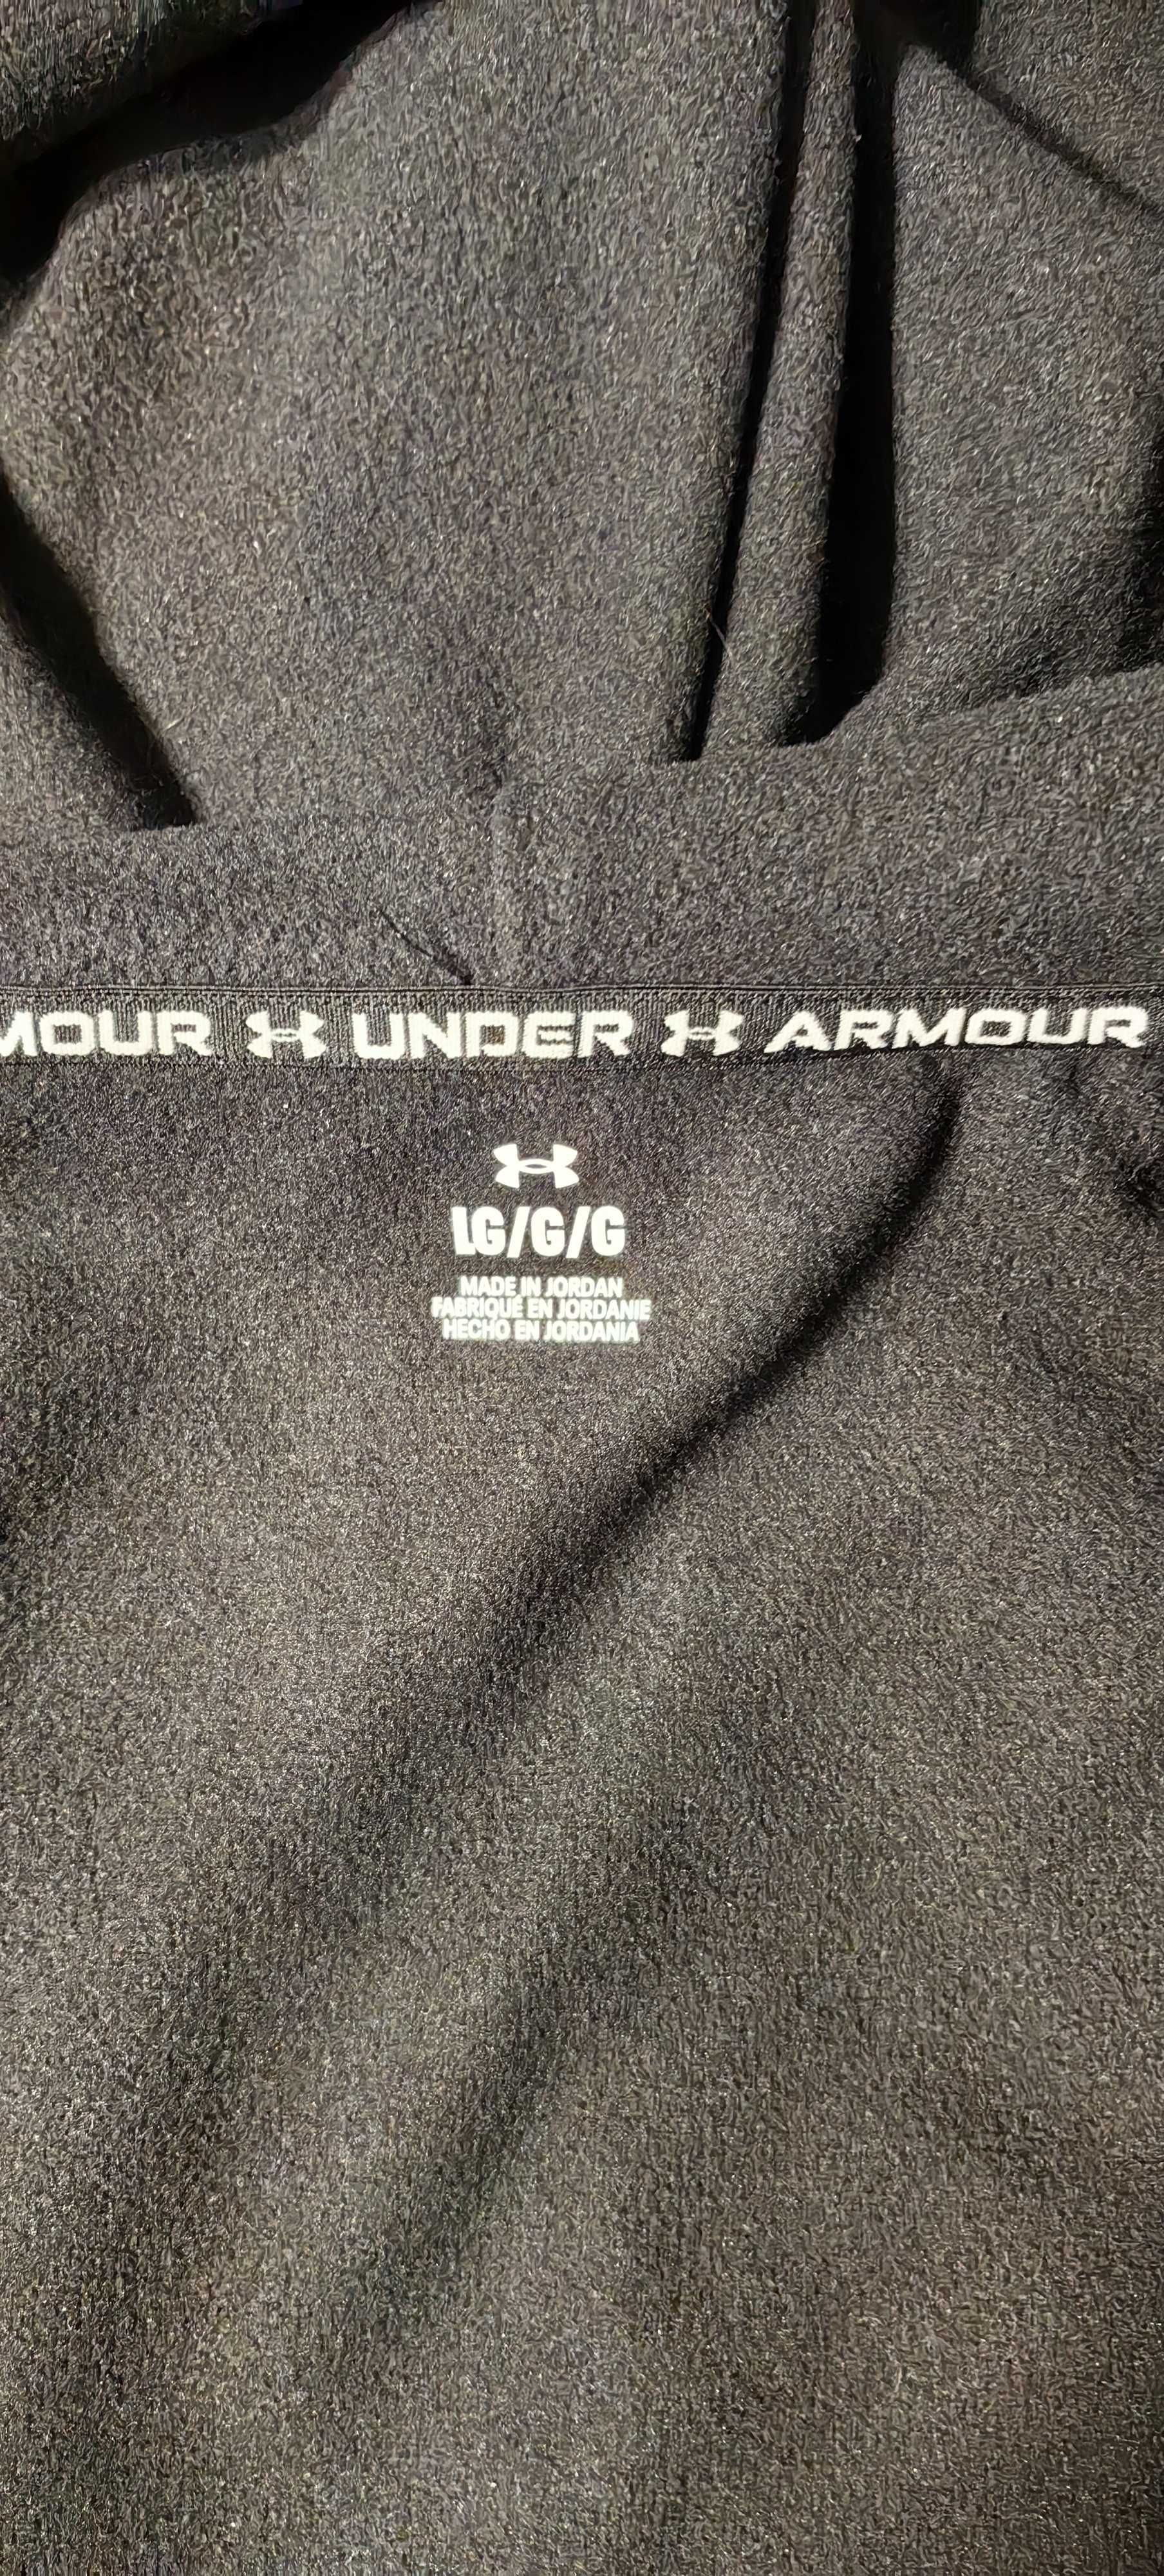 MOUR UNDER ARMOUR
LG/G/G
MADE IN JORDAN
FABRIQUÉ EN JORDANIE
HECHO EN JORDANIA